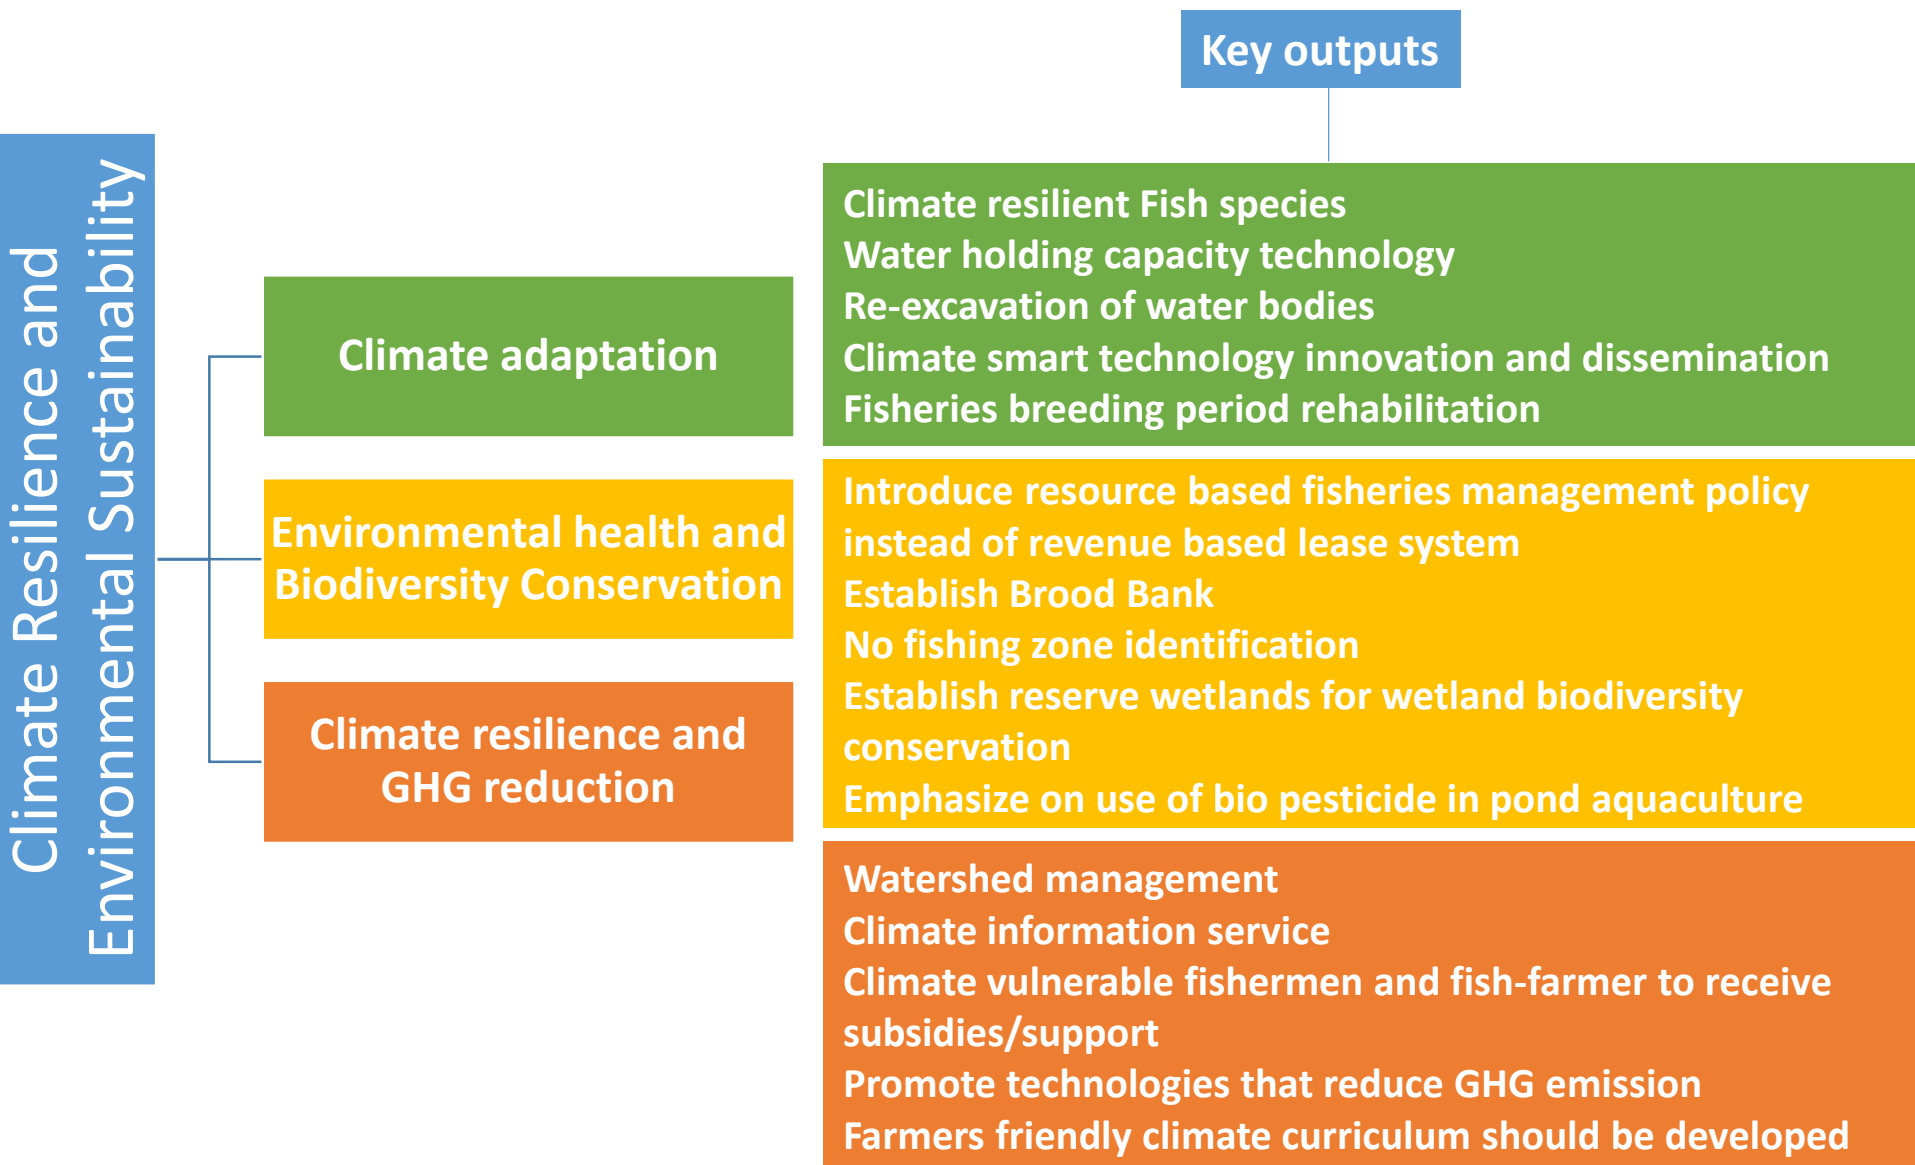 Key outputs
Climate Resilience and
Environmental Sustainability
Climate adaptation
Climate resilient Fish species
Water holding capacity technology
Re-excavation of water bodies
Climate smart technology innovation and dissemination
Fisheries breeding period rehabilitation
Environmental health and
Biodiversity Conservation
Introduce resource based fisheries management policy
instead of revenue based lease system
Establish Brood Bank
No fishing zone identification
Establish reserve wetlands for wetland biodiversity
conservation
Emphasize on use of bio pesticide in pond aquaculture
Climate resilience and
GHG reduction
Watershed management
Climate information service
Climate vulnerable fishermen and fish-farmer to receive
subsidies/support
Promote technologies that reduce GHG emission
Farmers friendly climate curriculum should be developed